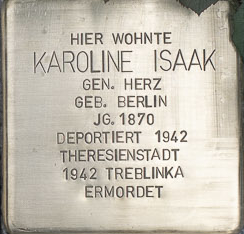 HIER WOHNTE
KAROLINE ISAAK
GEN. HERZ
GEB. BERLIN
JG. 1870
DEPORTIERT 1942
THERESIENSTADT
1942 TREBLINKA
ERMORDET